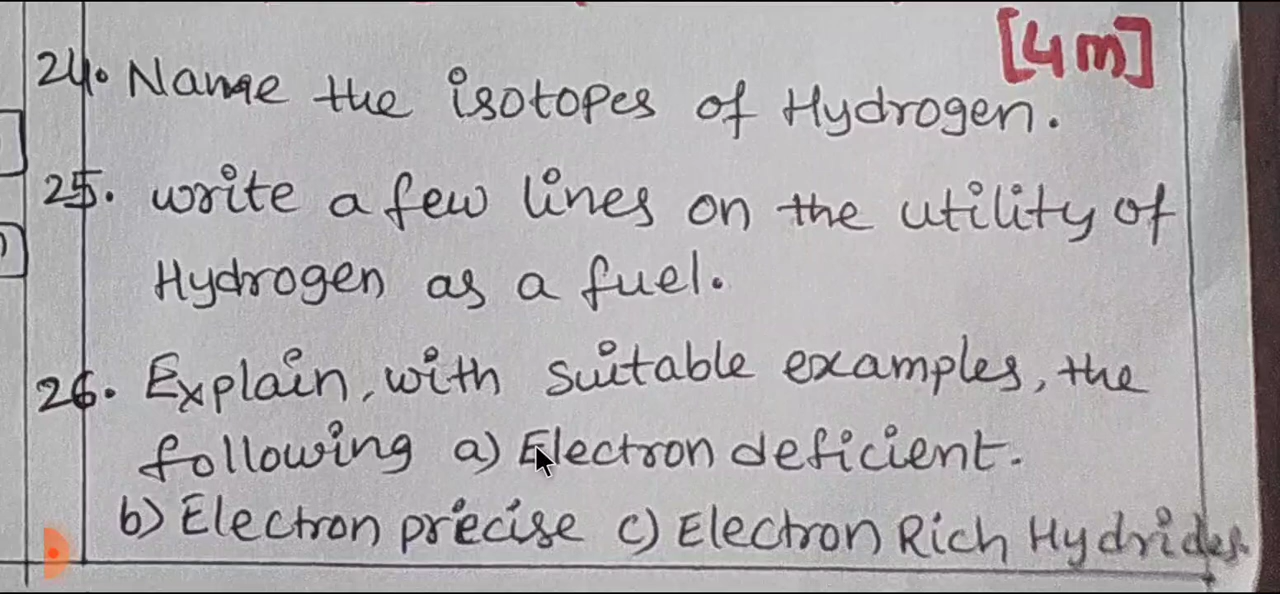 [4m]
24. Name the isotopes of Hydrogen.
25. write a few lines on the utility of
Hydrogen as a fuel.
26. Explain, with suitable examples, the
following a) Electron deficient.
b) Electron precise c) Electron Rich Hydrides.